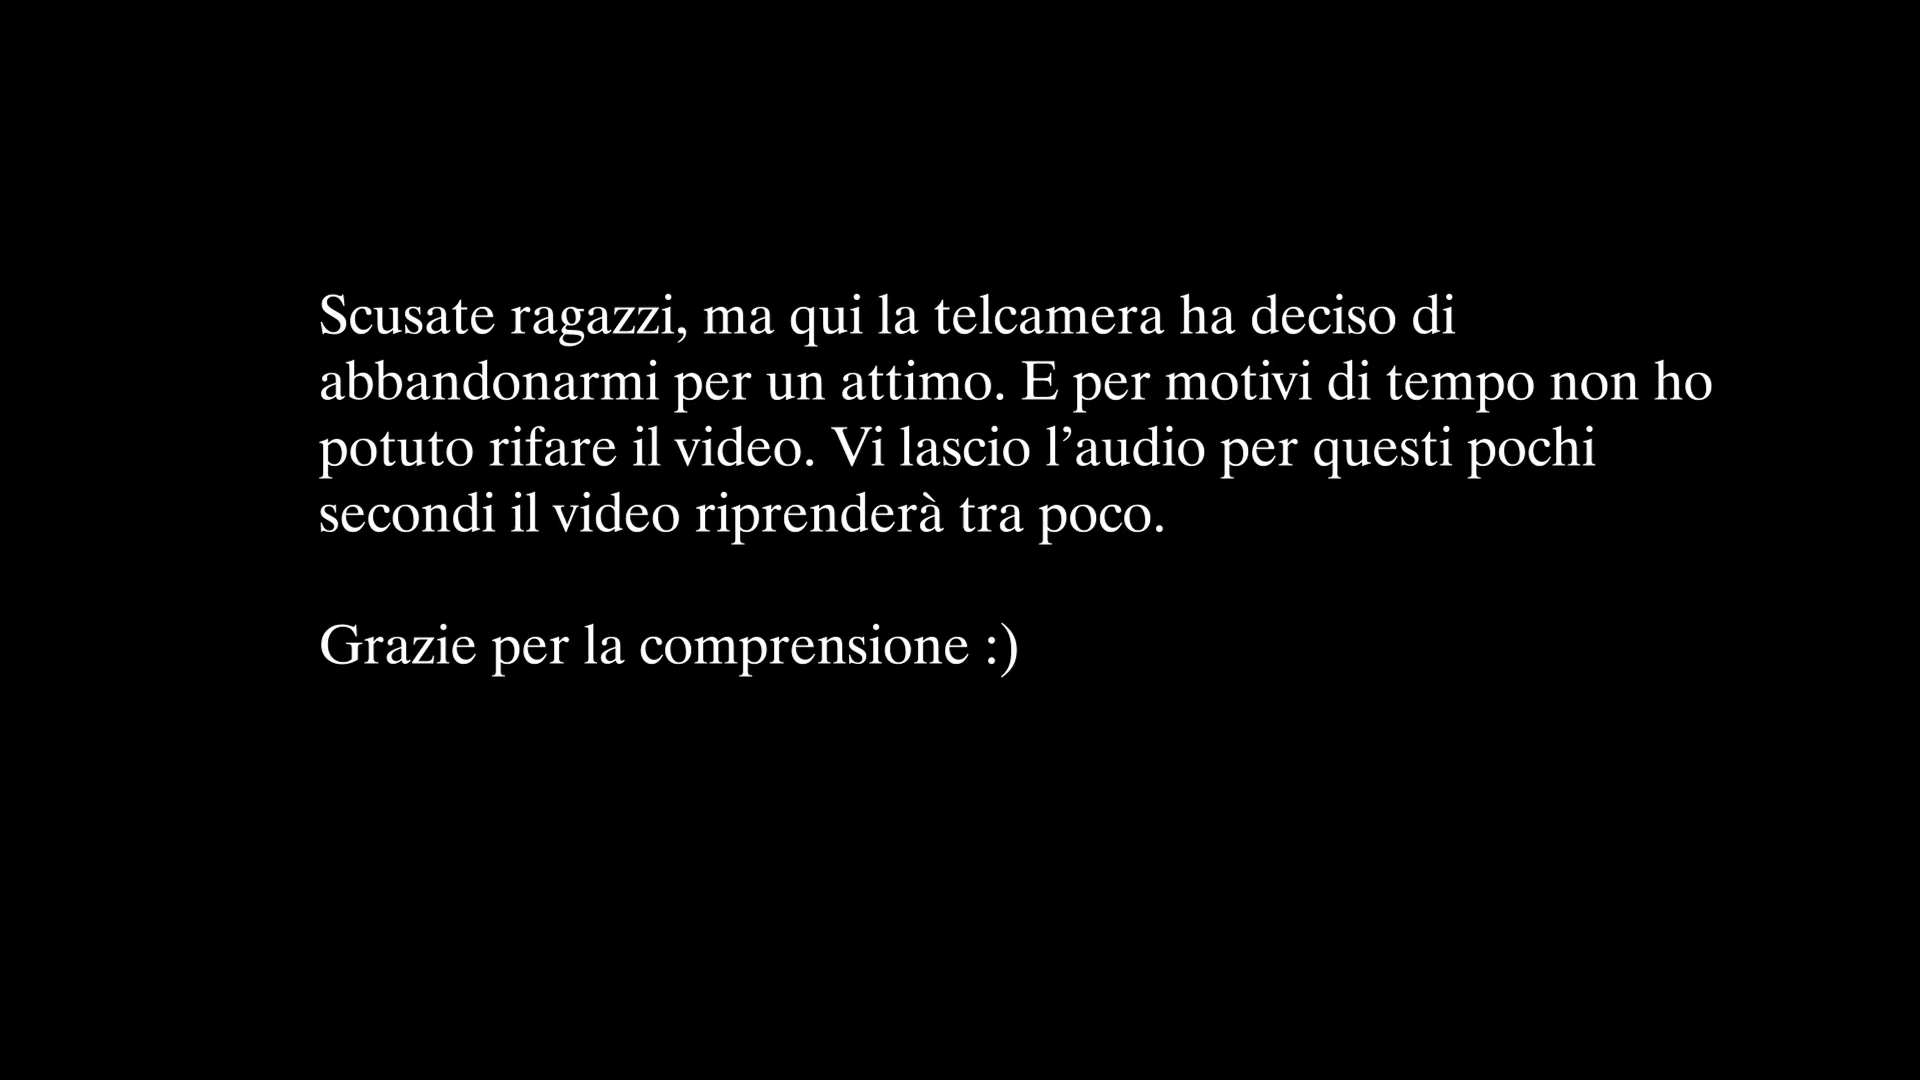 Scusate ragazzi, ma qui la telcamera ha deciso di
abbandonarmi per un attimo. E per motivi di tempo non ho
potuto rifare il video. Vi lascio l’audio per questi pochi
secondi il video riprenderà tra poco.
Grazie per la comprensione :)